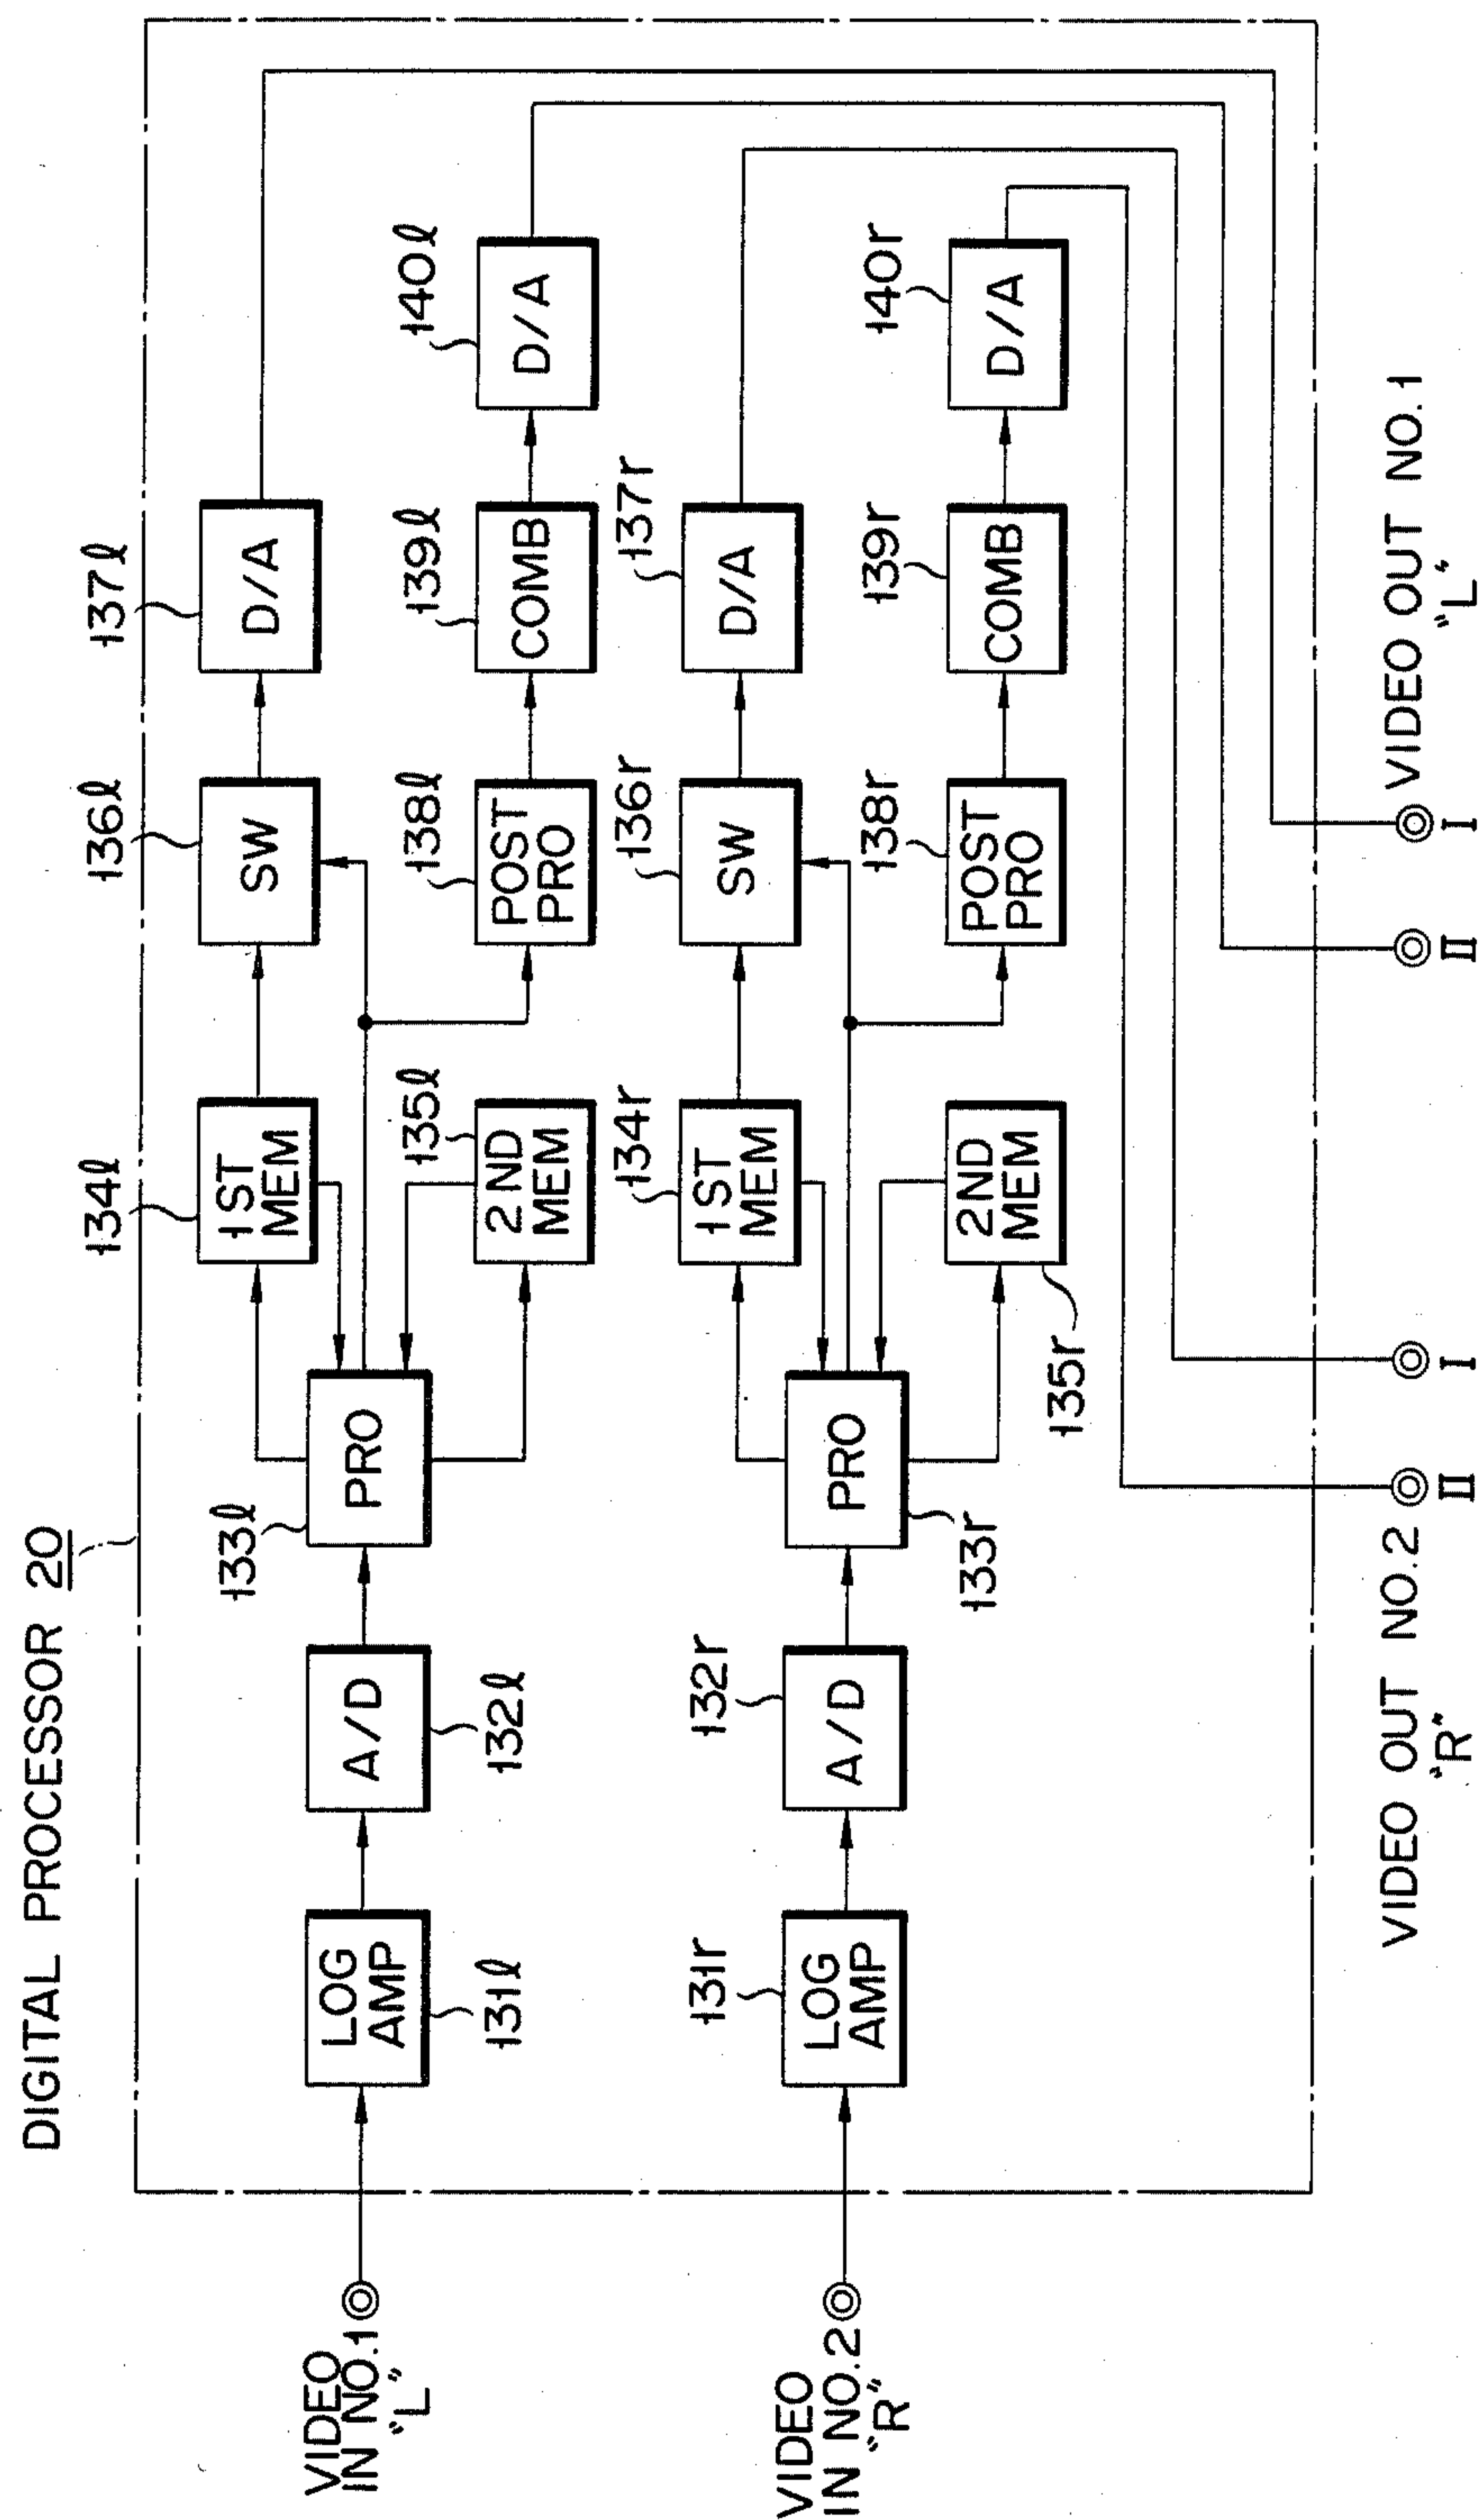 DIGITAL PROCESSOR 20
VIDEO
IN NO.1
"L"
LOG
AMP
131ℓ
A/D
132ℓ
PRO
133ℓ
1ST
MEM
134ℓ
2ND
MEM
135ℓ
SW
136ℓ
D/A
137ℓ
POST
PRO
138ℓ
COMB
139ℓ
D/A
140ℓ
VIDEO
IN NO.2
"R"
LOG
AMP
131r
A/D
132r
PRO
133r
1ST
MEM
134r
2ND
MEM
135r
SW
136r
D/A
137r
POST
PRO
138r
COMB
139r
D/A
140r
VIDEO OUT NO.2
"R"
II
I
II
I
VIDEO OUT NO.1
"L"